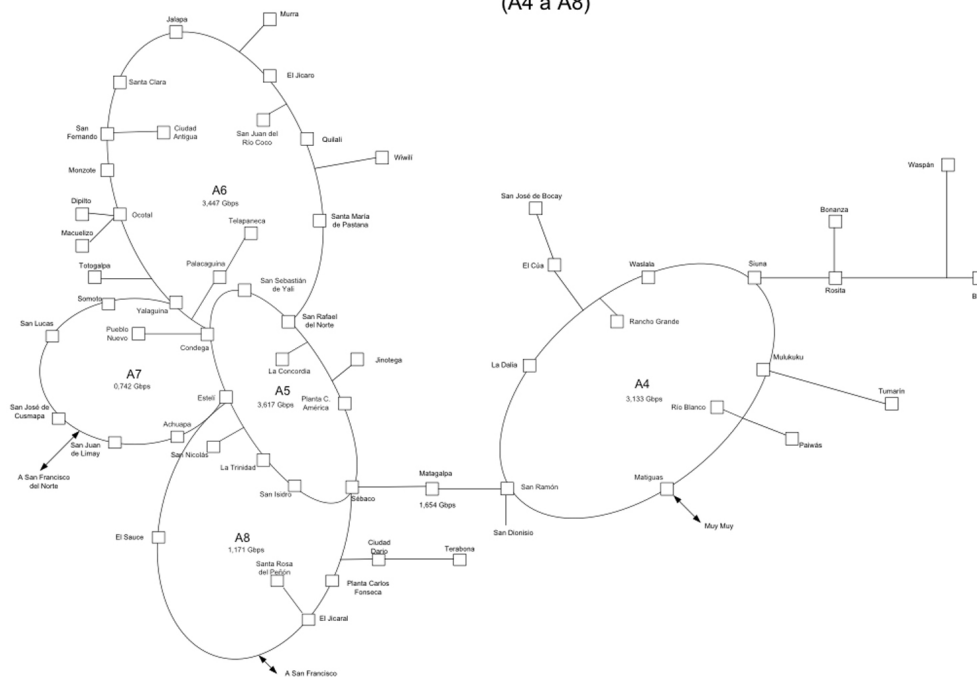 (A4 a A8)
Murra
Jalapa
El Jicaro
Santa Clara
San Juan del
Río Coco
San
Fernando
Ciudad
Antigua
Quilalí
Wiwilí
Monzote
A6
3,447 Gbps
Dipilto
Ocotal
Macuelizo
Telapaneca
Santa María
de Pastana
Totogalpa
Palacaguina
San Sebastián
de Yalí
Somoto
Yalaguina
San Lucas
Pueblo
Nuevo
Condega
San Rafael
del Norte
La Concordia
Jinotega
A7
0,742 Gbps
A5
3,617 Gbps
Planta C.
América
Estelí
San José de
Cusmapa
Achuapa
San Juan
de Limay
San Nicolás
La Trinidad
A San Francisco
del Norte
San Isidro
Sébaco
Matagalpa
1,654 Gbps
San Ramón
San Dionisio
El Sauce
A8
1,171 Gbps
Santa Rosa
del Peñón
Ciudad
Dario
Terabona
Planta Carlos
Fonseca
El Jicaral
A San Francisco
San José de Bocay
El Cúa
Waslala
Siuna
Bonanza
Waspán
Rosita
B
Rancho Grande
La Dalia
A4
3,133 Gbps
Mulukuku
Tumarín
Río Blanco
Paiwás
Matiguas
Muy Muy